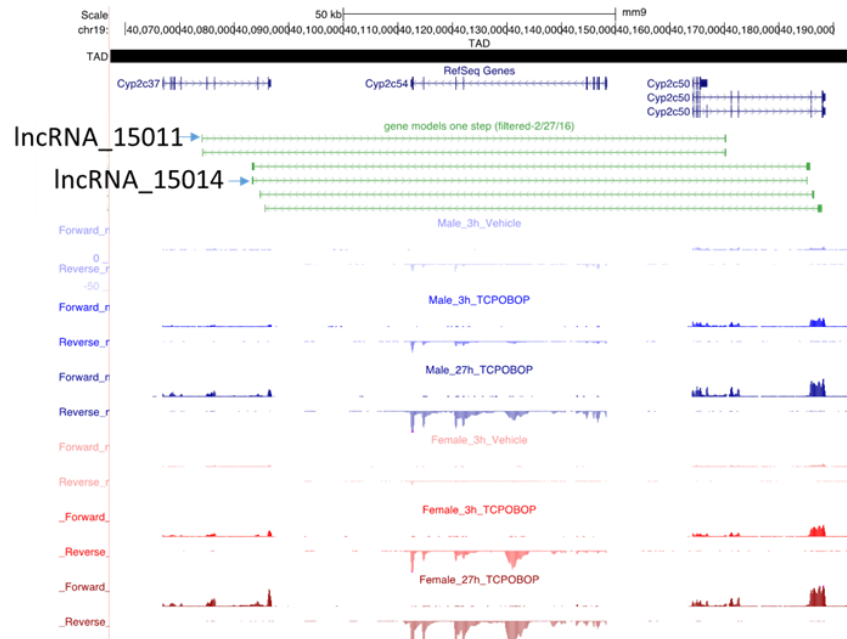 Scale 50 kb mm9
chr19: 40,070,000 40,080,000 40,090,000 40,100,000 40,110,000 40,120,000 40,130,000 40,140,000 40,150,000 40,160,000 40,170,000 40,180,000 40,190,000
TAD
TAD
RefSeq Genes
Cyp2c37 Cyp2c54 Cyp2c50
Cyp2c50
Cyp2c50
gene models one step (filtered-2/27/16)
lncRNA_15011
lncRNA_15014
Male_3h_Vehicle
Forward_r
0 _
Reverse_r
-50 _
Male_3h_TCPOBOP
Forward_r
Reverse_r
Male_27h_TCPOBOP
Forward_r
Reverse_r
Female_3h_Vehicle
Forward_r
Reverse_r
Female_3h_TCPOBOP
_Forward_
_Reverse_
Female_27h_TCPOBOP
_Forward_
_Reverse_